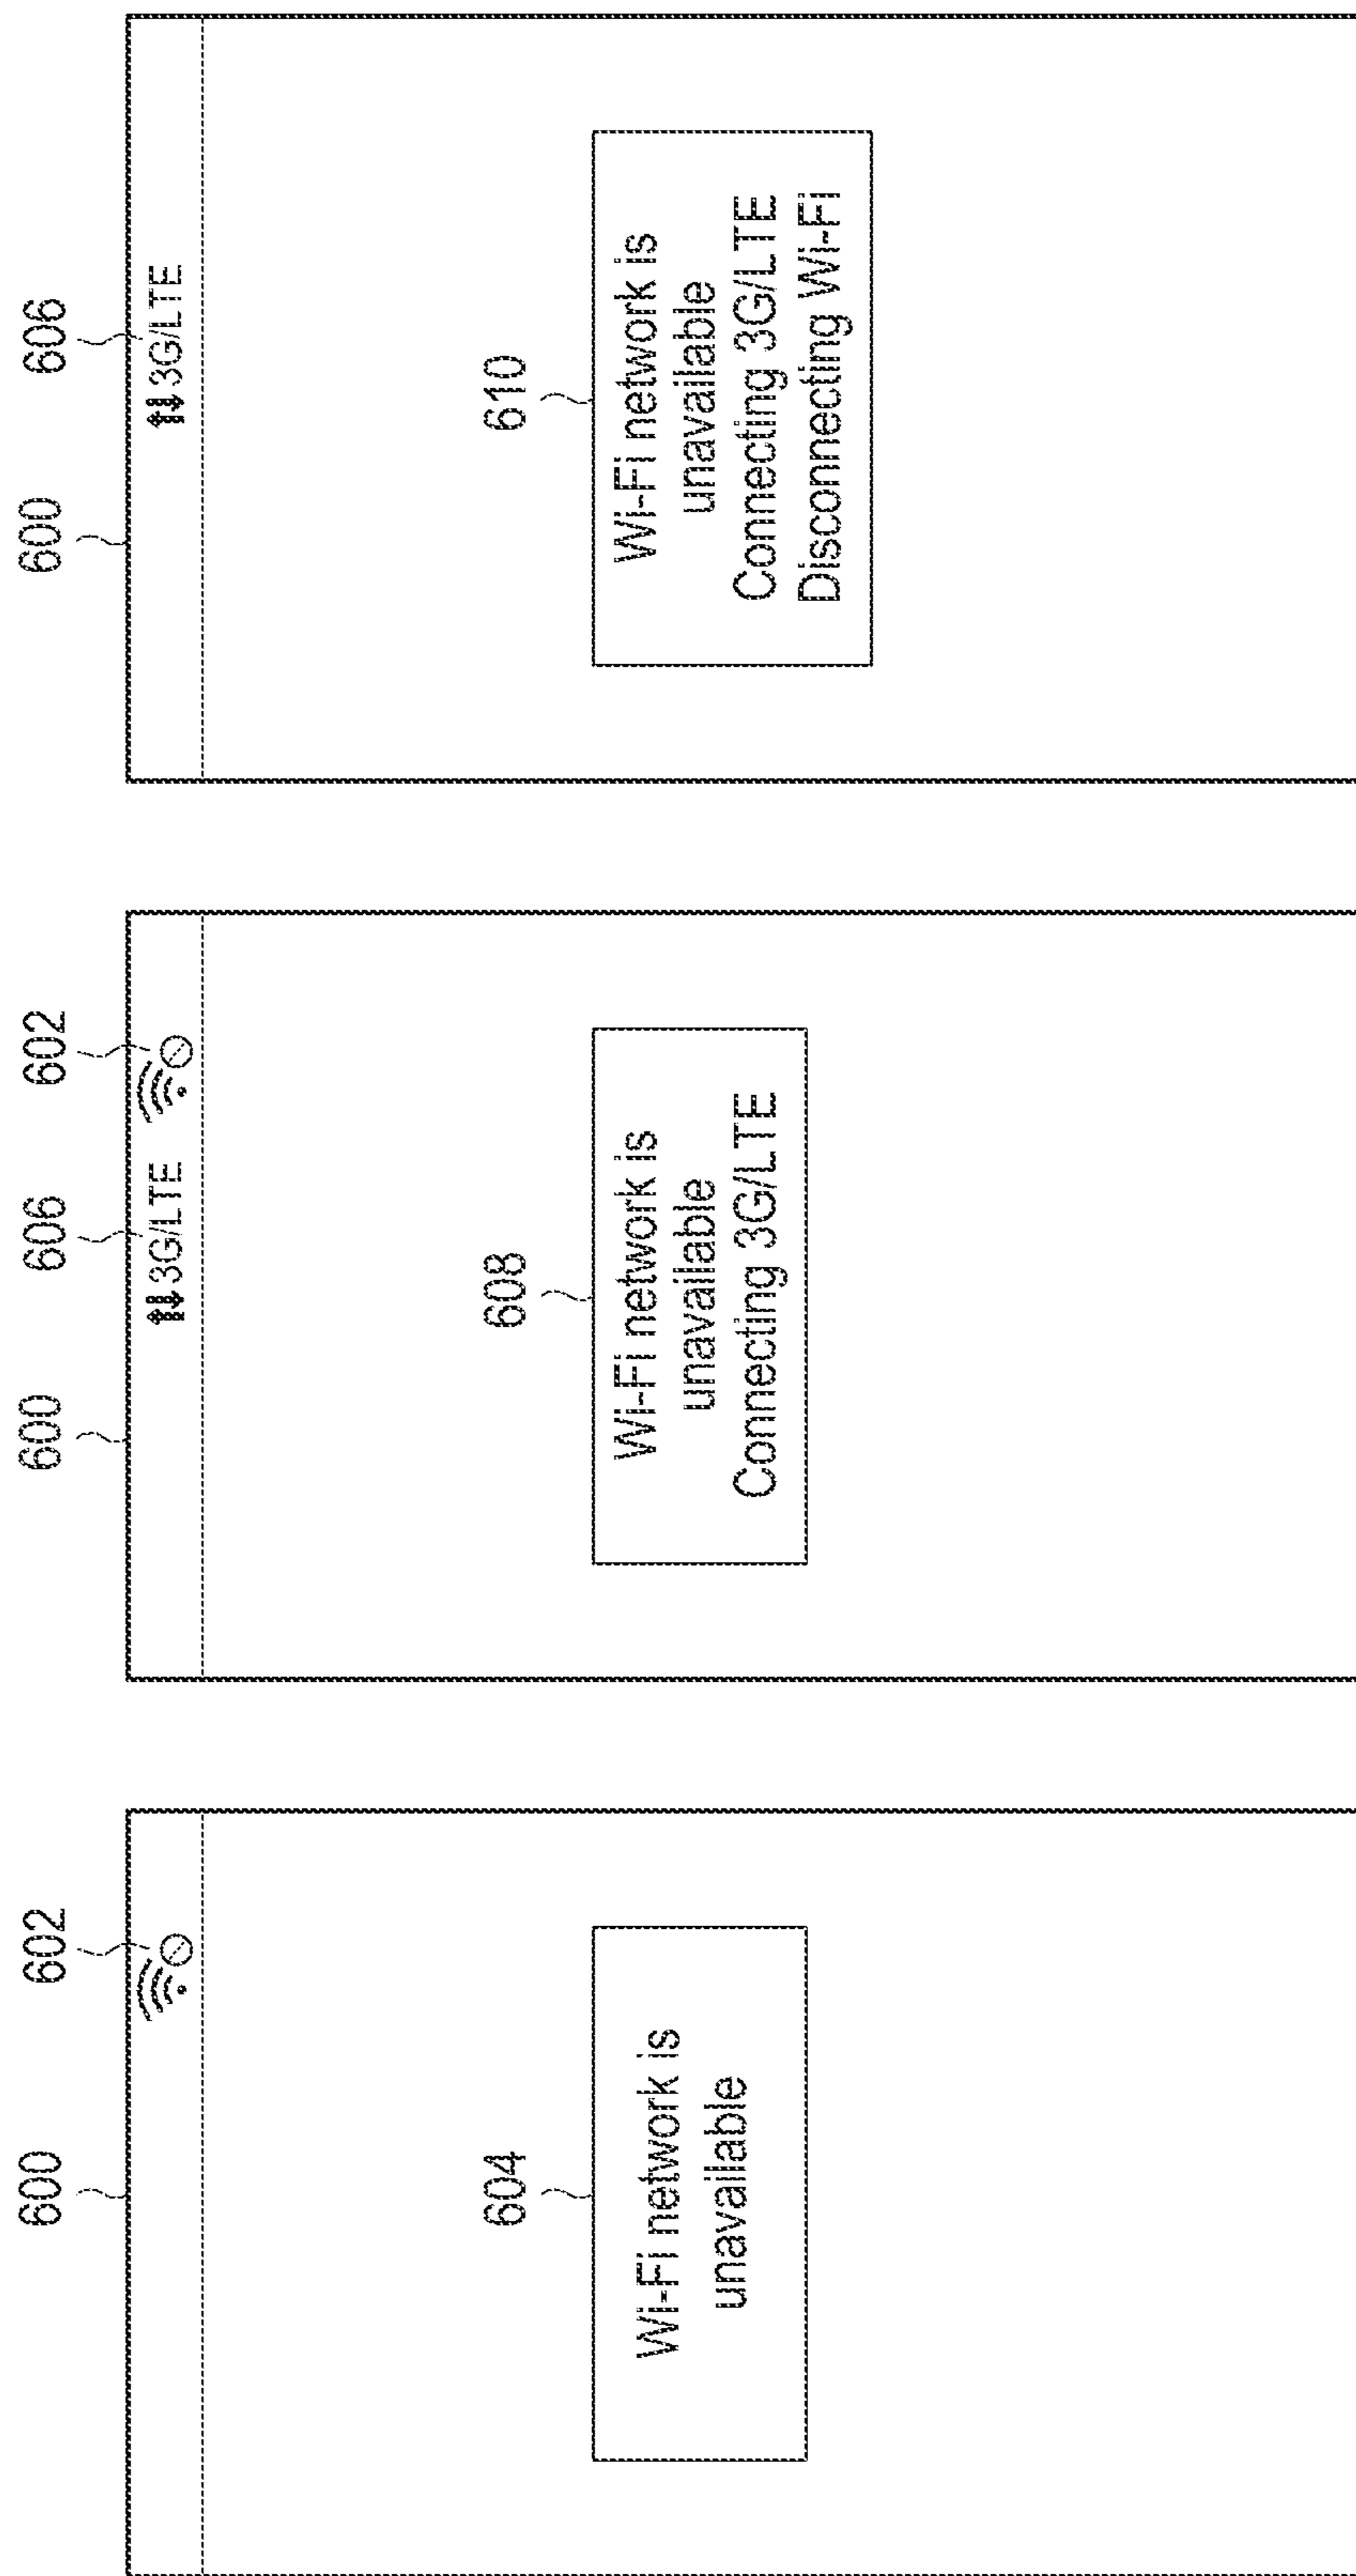 600
602
604
Wi-Fi network is
unavailable
600
606
602
3G/LTE
608
Wi-Fi network is
unavailable
Connecting 3G/LTE
600
606
3G/LTE
610
Wi-Fi network is
unavailable
Connecting 3G/LTE
Disconnecting Wi-Fi